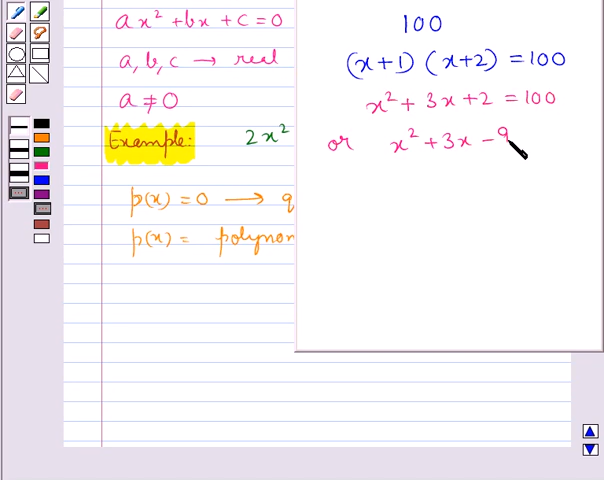 ax² + bx + c = 0
a, b, c → real
a ≠ 0
Example: 2x²
p(x) = 0 → q
p(x) = polynom
100
(x+1) (x+2) = 100
x² + 3x + 2 = 100
or x² + 3x - 9